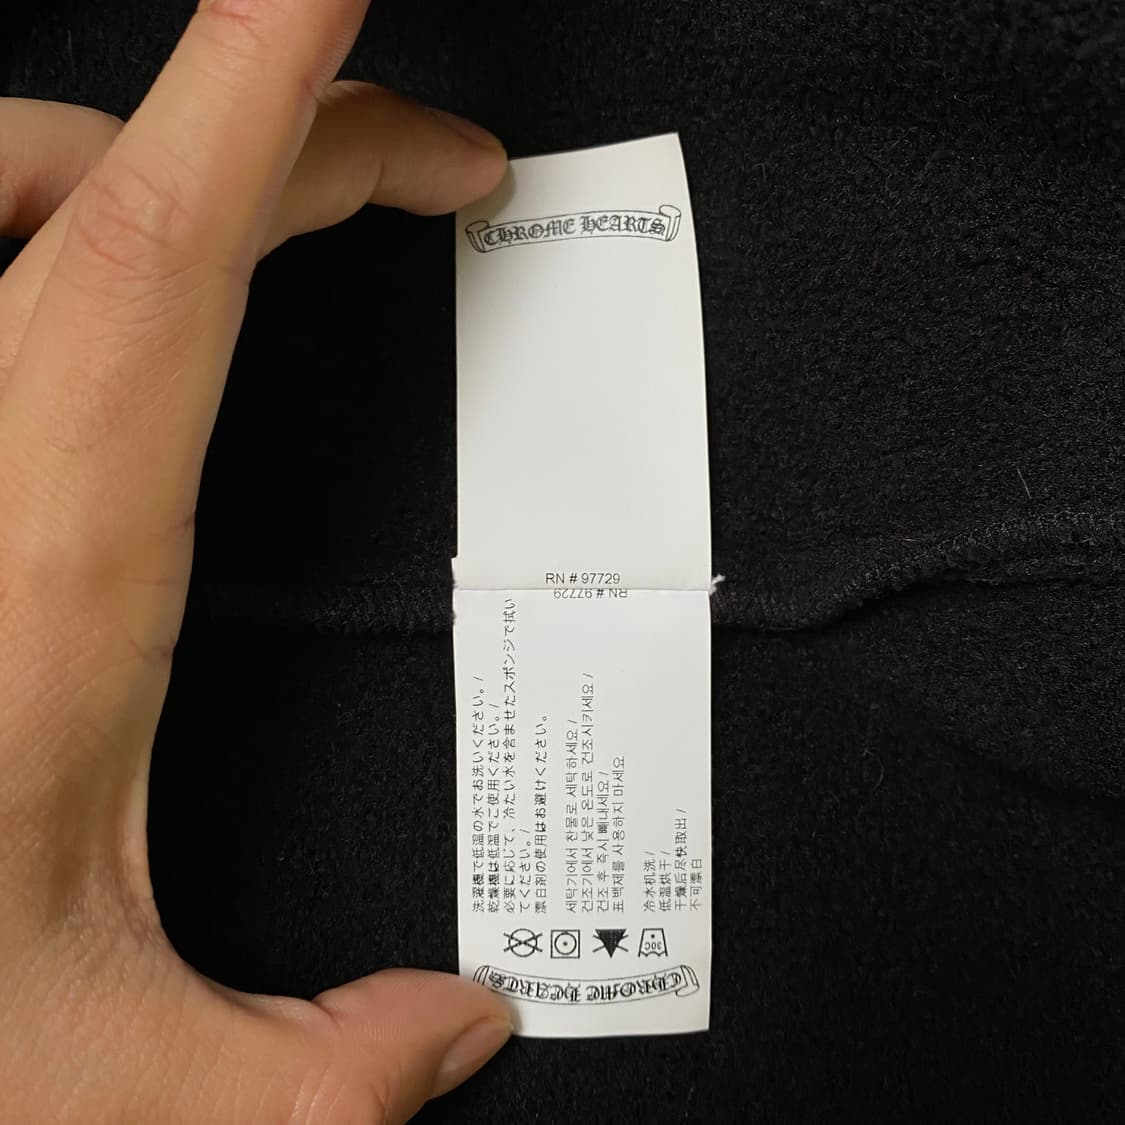 CHROME HEARTS
RN # 97729
RN # 97729
洗濯機で低温の水でお洗いください。/
乾燥機は低温でご使用ください。/
必要に応じて、冷たい水を含ませたスポンジで拭い
てください。/
漂白剤の使用はお避けください。
세탁기에서 찬물로 세탁하세요 /
건조기에서 낮은 온도로 건조시키세요 /
건조 후 즉시 빼내세요 /
표백제를 사용하지 마세요
冷水机洗 /
低温烘干 /
干燥后尽快取出 /
不可漂白
30C
CHROME HEARTS